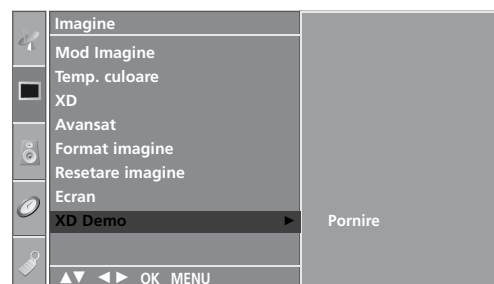 Imagine
Mod Imagine
Temp. culoare
XD
Avansat
Format imagine
Resetare imagine
Ecran
XD Demo ► Pornire
▲▼ ◄► OK MENU